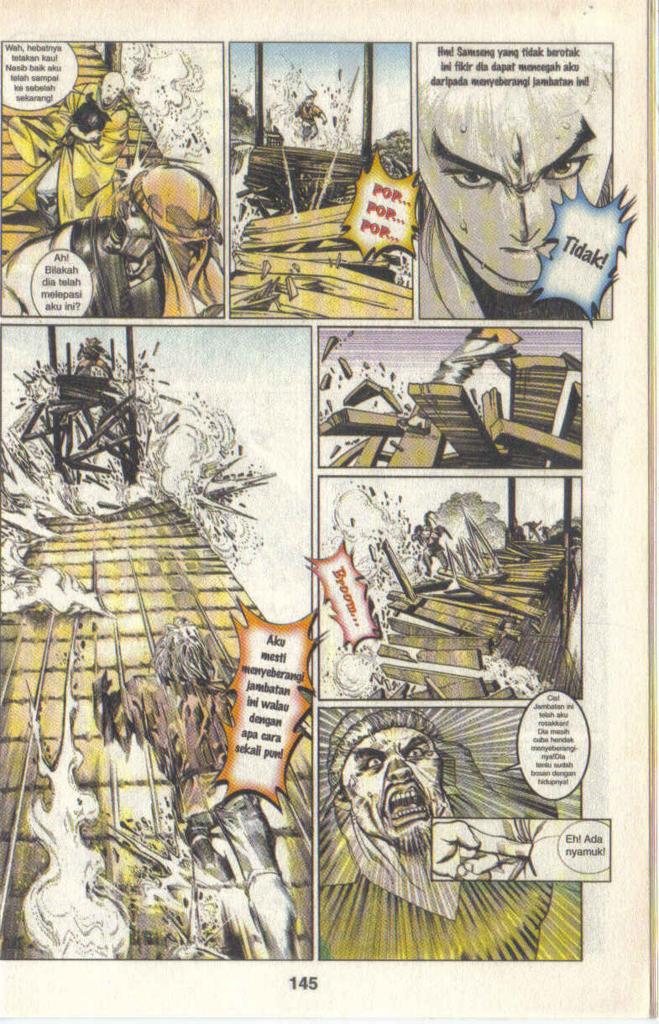 Wah, hebatnya
tetakan kau!
Nasib baik aku
telah sampai
ke sebelah
sekarang!
Ah!
Bilakah
dia telah
melepasi
aku ini?
POP...
POP...
POP...
Hm! Samseng yang tidak berotak
ini fikir dia dapat mencegah aku
daripada menyeberangi jambatan ini!
Tidak!
Aku
mesti
menyeberangi
jambatan
ini walau
dengan
apa cara
sekali pun!
Broom...
Cis!
Jambatan ini
telah aku
rosakkan!
Dia masih
cuba hendak
menyeberangi-
nya!Dia
tentu sudah
bosan dengan
hidupnya!
Eh! Ada
nyamuk!
145